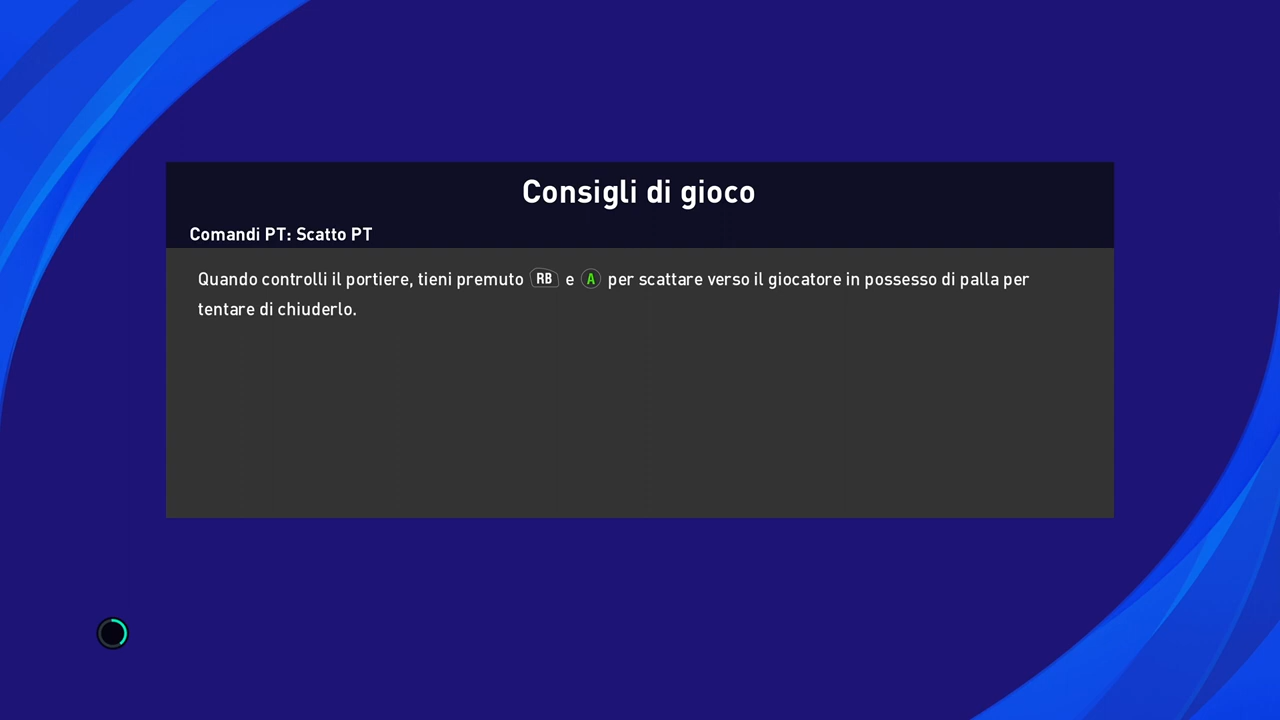 Consigli di gioco
Comandi PT: Scatto PT
Quando controlli il portiere, tieni premuto RB e A per scattare verso il giocatore in possesso di palla per
tentare di chiuderlo.